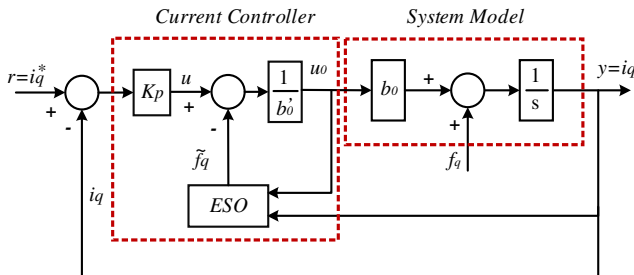 Current Controller
System Model
r=iq*
+
-
Kp
u
+
-
1
b0'
u0
b0
+
+
1
s
y=iq
f̃q
fq
iq
ESO